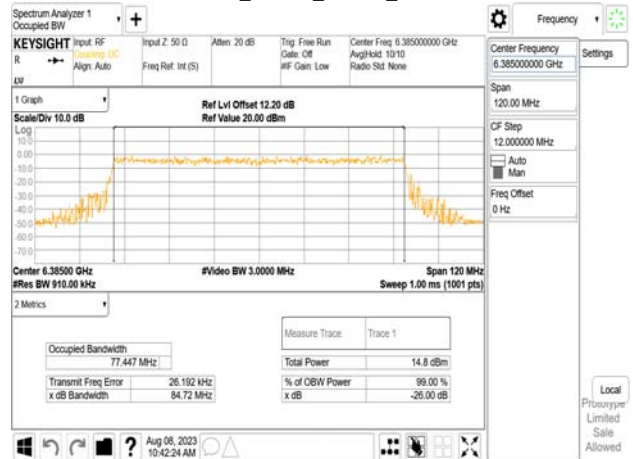 Spectrum Analyzer 1
Occupied BW
Frequency
KEYSIGHT
R
Input: RF
Coupling: DC
Align: Auto
Input Z: 50 Ω
Freq Ref: Int (S)
Atten: 20 dB
Trig: Free Run
Gate: Off
#IF Gain: Low
Center Freq: 6.385000000 GHz
Avg|Hold: 10/10
Radio Std: None
Center Frequency
6.385000000 GHz
Settings
Span
120.00 MHz
CF Step
12.000000 MHz
Auto
Man
Freq Offset
0 Hz
1 Graph
Scale/Div 10.0 dB
Ref Lvl Offset 12.20 dB
Ref Value 20.00 dBm
Log
10.0
0.00
-10.0
-20.0
-30.0
-40.0
-50.0
-60.0
-70.0
Center 6.38500 GHz
#Res BW 910.00 kHz
#Video BW 3.0000 MHz
Span 120 MHz
Sweep 1.00 ms (1001 pts)
2 Metrics
Measure Trace
Trace 1
Occupied Bandwidth
77.447 MHz
Total Power
14.8 dBm
Transmit Freq Error
26.192 kHz
% of OBW Power
99.00 %
x dB Bandwidth
84.72 MHz
x dB
-26.00 dB
Local
Prototype
Limited
Sale
Allowed
?
Aug 08, 2023
10:42:24 AM